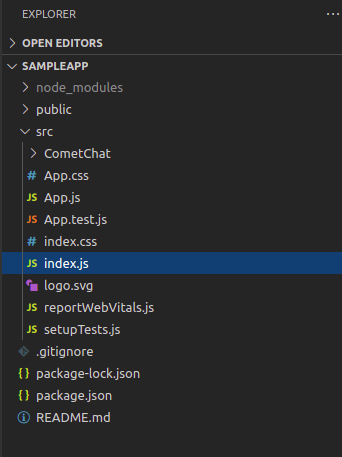 EXPLORER
OPEN EDITORS
SAMPLEAPP
node_modules
public
src
CometChat
# App.css
JS App.js
JS App.test.js
# index.css
JS index.js
logo.svg
JS reportWebVitals.js
JS setupTests.js
.gitignore
{} package-lock.json
{} package.json
README.md